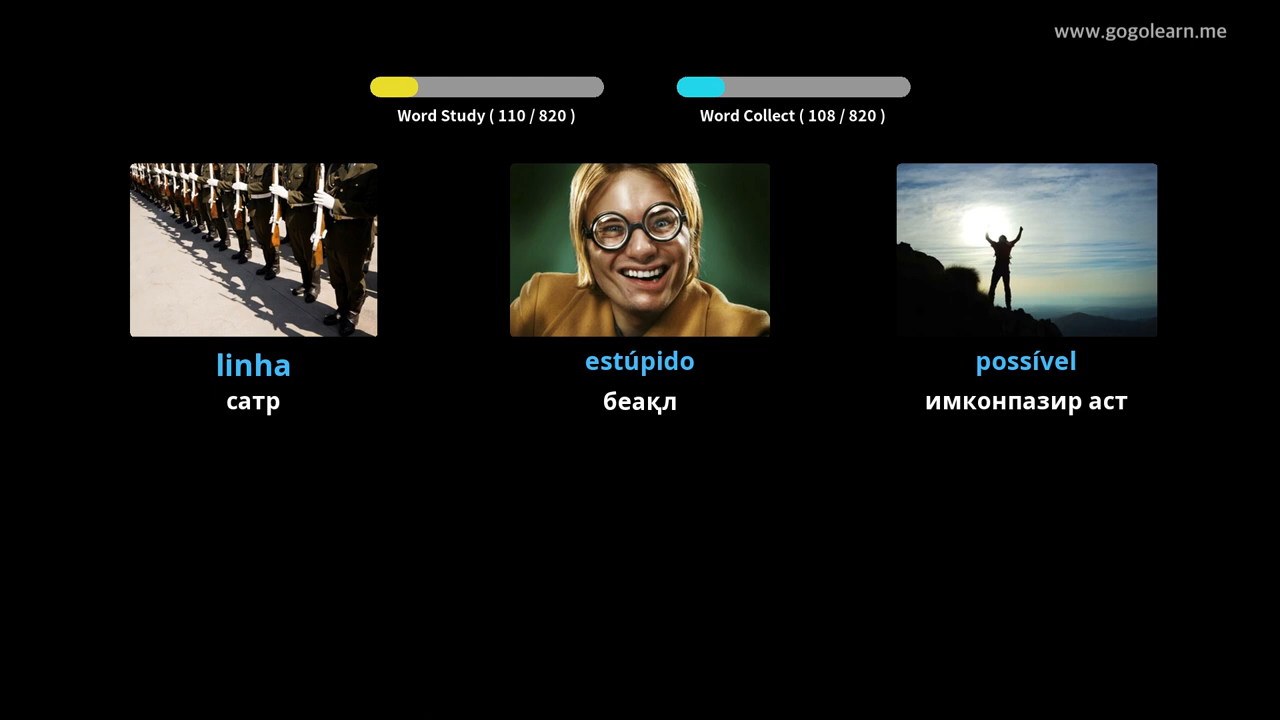 www.gogolearn.me
Word Study ( 110 / 820 )
Word Collect ( 108 / 820 )
linha
сатр
estúpido
беақл
possível
имконпазир аст